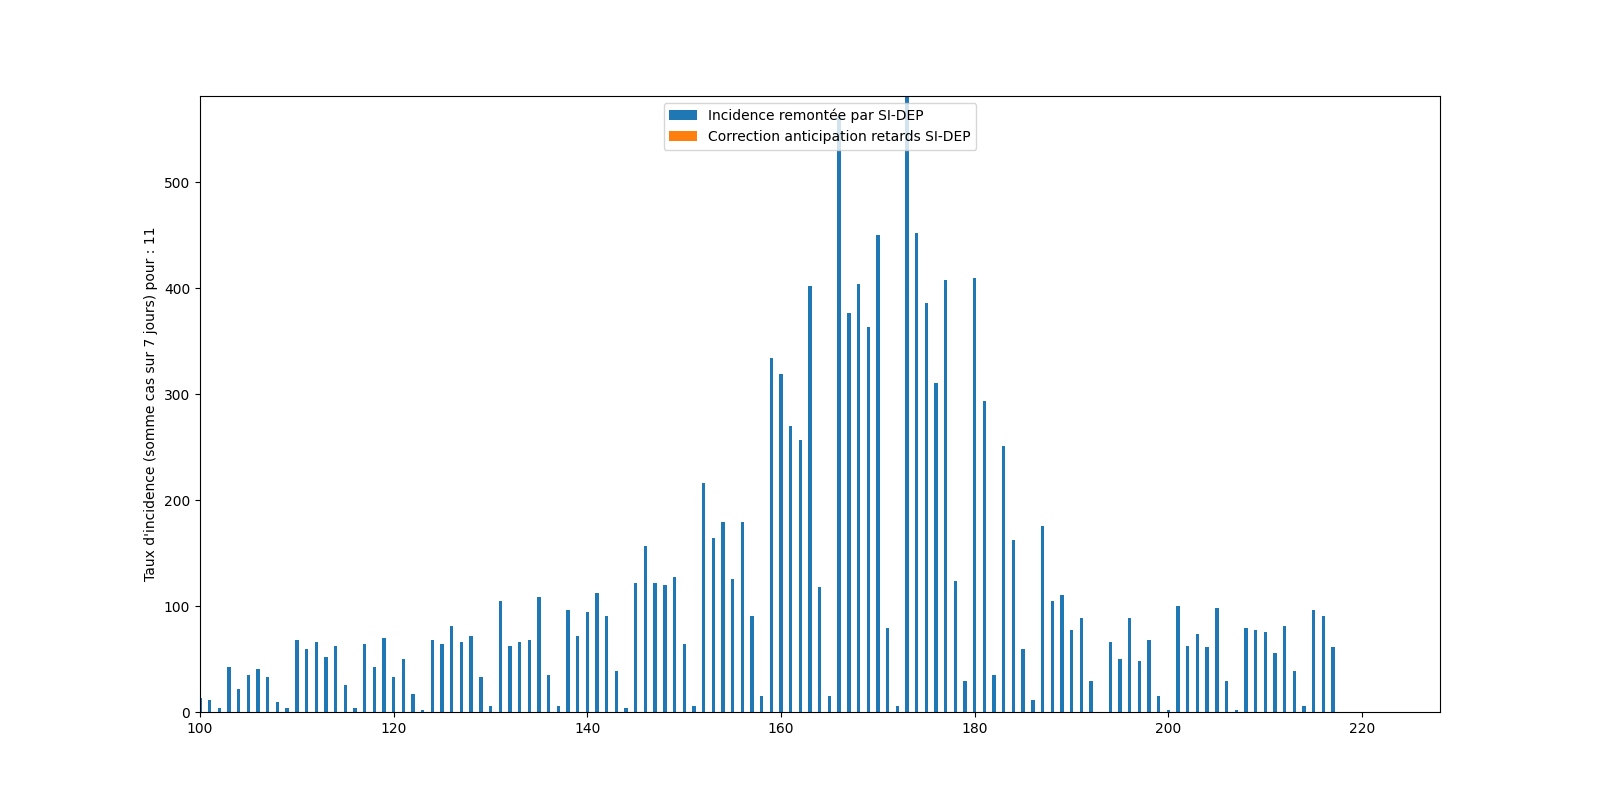 Incidence remontée par SI-DEP
Correction anticipation retards SI-DEP
Taux d'incidence (somme cas sur 7 jours) pour : 11
500
400
300
200
100
0
100 120 140 160 180 200 220